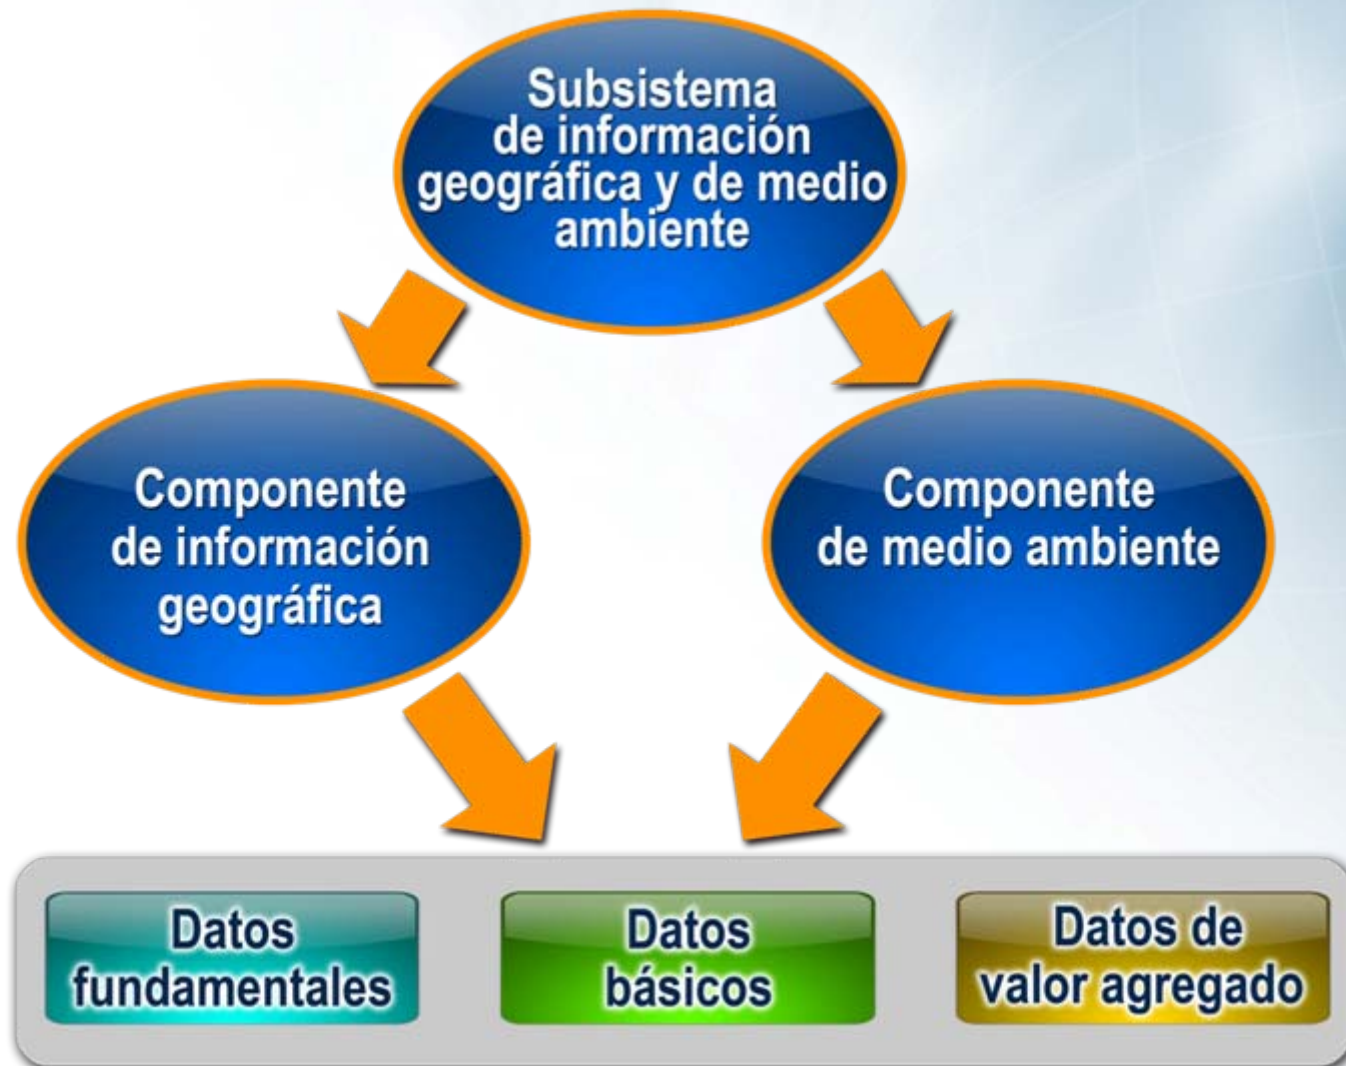 Subsistema
de información
geográfica y de medio
ambiente
Componente
de información
geográfica
Componente
de medio ambiente
Datos
fundamentales
Datos
básicos
Datos de
valor agregado